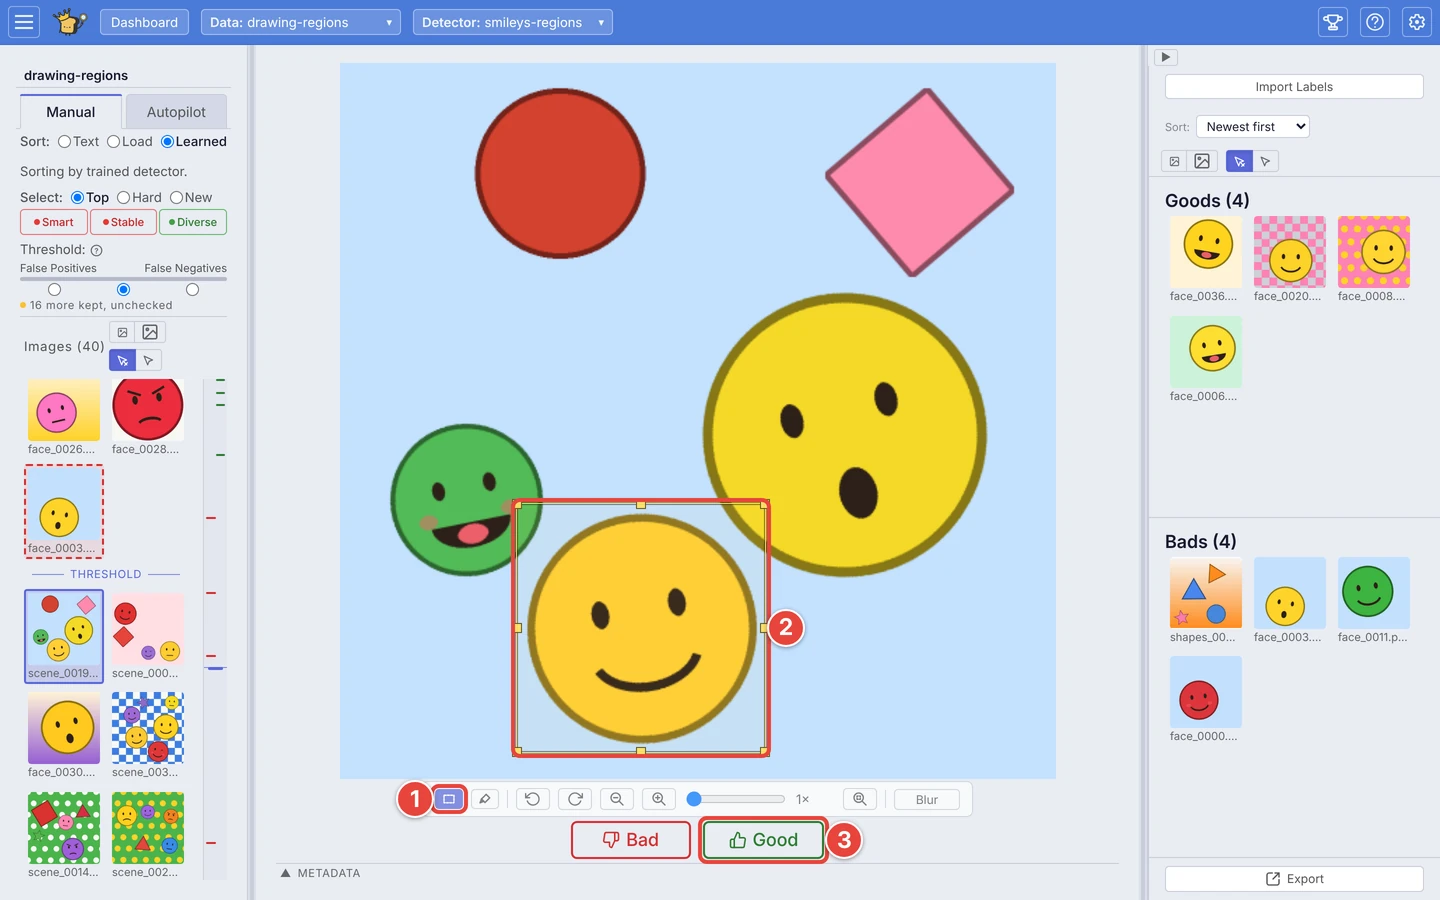 Dashboard
Data: drawing-regions
Detector: smileys-regions
drawing-regions
Manual
Autopilot
Sort: Text Load Learned
Sorting by trained detector.
Select: Top Hard New
Smart
Stable
Diverse
Threshold:
False Positives
False Negatives
16 more kept, unchecked
Images (40)
face_0026....
face_0028....
face_0003....
THRESHOLD
scene_0019...
scene_000...
face_0030....
scene_003...
scene_0014...
scene_002...
1
2
3
1×
Blur
Bad
Good
METADATA
Import Labels
Sort: Newest first
Goods (4)
face_0036....
face_0020....
face_0008....
face_0006....
Bads (4)
shapes_00...
face_0003....
face_0011.p...
face_0000....
Export